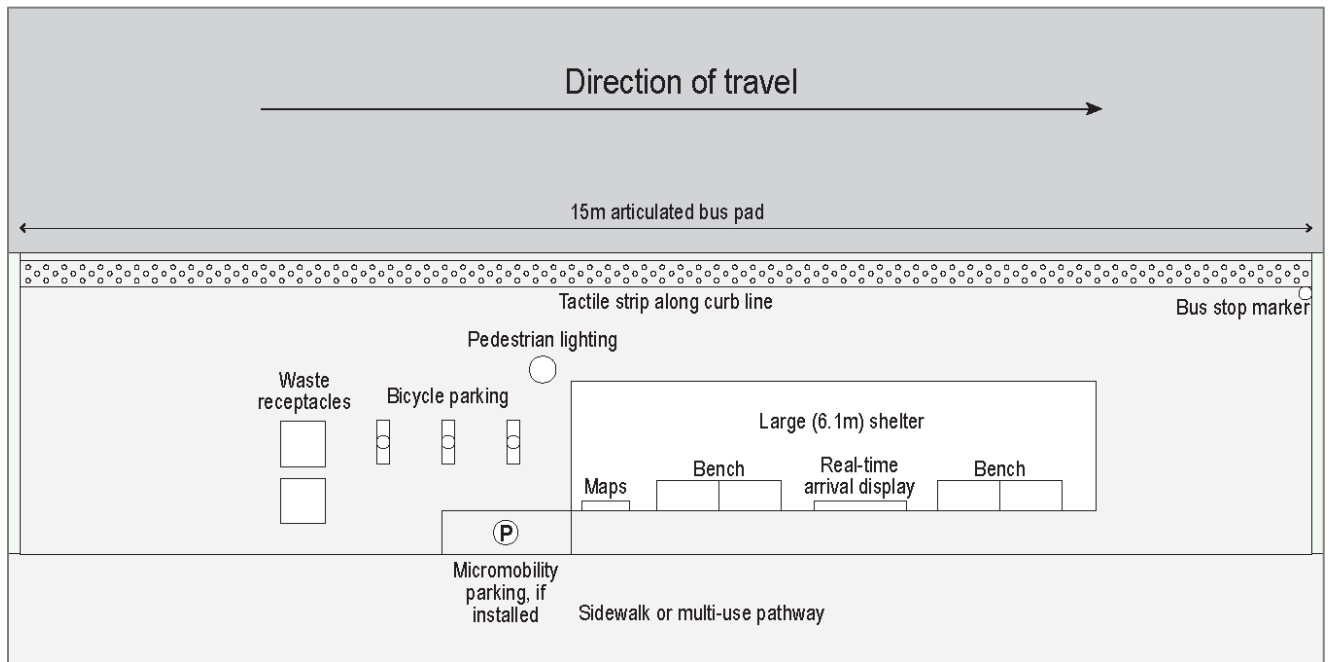 Direction of travel
15m articulated bus pad
Tactile strip along curb line
Bus stop marker
Pedestrian lighting
Waste
receptacles
Bicycle parking
Large (6.1m) shelter
Maps
Bench
Real-time
arrival display
Bench
P
Micromobility
parking, if
installed
Sidewalk or multi-use pathway